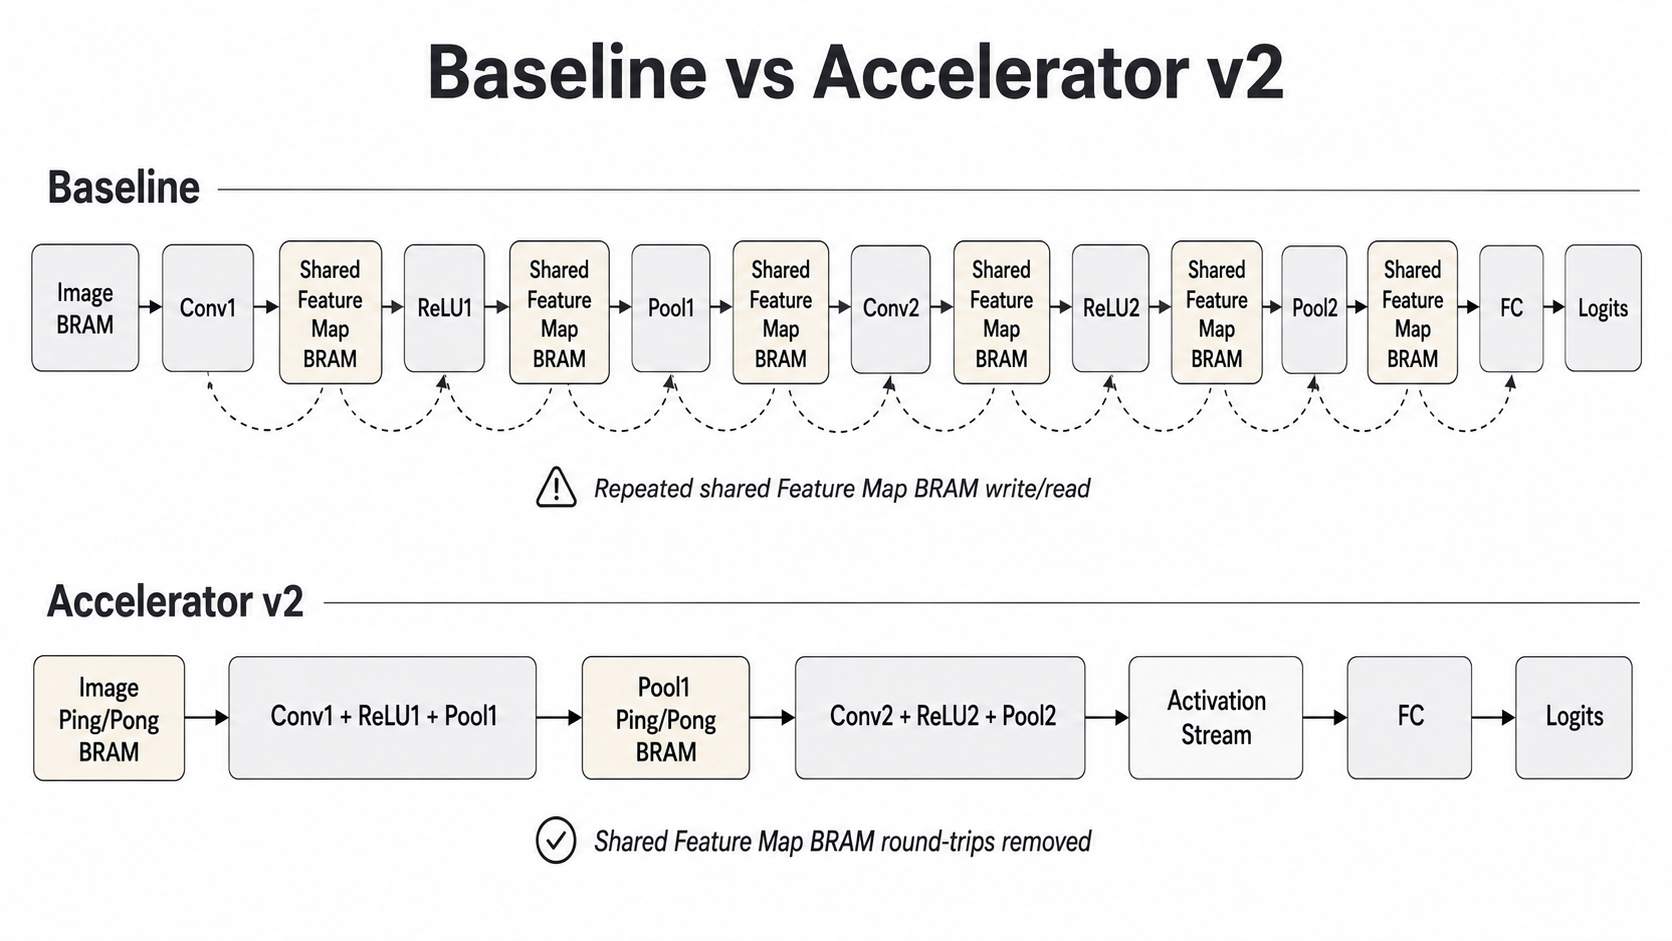 Baseline vs Accelerator v2
Baseline
Image
BRAM
Conv1
Shared
Feature
Map
BRAM
ReLU1
Shared
Feature
Map
BRAM
Pool1
Shared
Feature
Map
BRAM
Conv2
Shared
Feature
Map
BRAM
ReLU2
Shared
Feature
Map
BRAM
Pool2
Shared
Feature
Map
BRAM
FC
Logits
Repeated shared Feature Map BRAM write/read
Accelerator v2
Image
Ping/Pong
BRAM
Conv1 + ReLU1 + Pool1
Pool1
Ping/Pong
BRAM
Conv2 + ReLU2 + Pool2
Activation
Stream
FC
Logits
Shared Feature Map BRAM round-trips removed